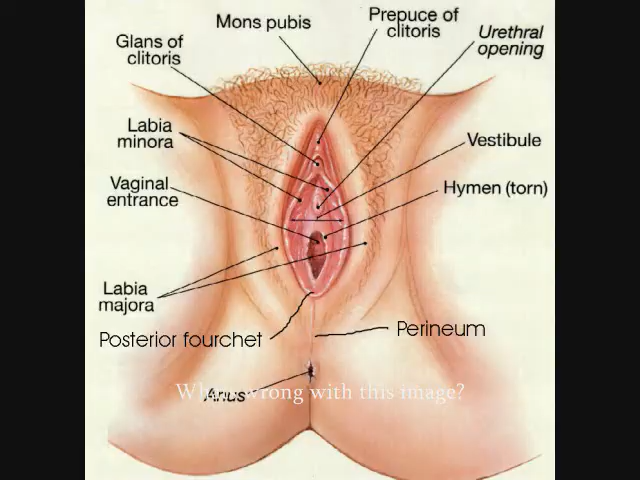 Mons pubis
Prepuce of
clitoris
Urethral
opening
Glans of
clitoris
Labia
minora
Vestibule
Vaginal
entrance
Hymen (torn)
Labia
majora
Posterior fourchet
Perineum
Anus
What's wrong with this image?